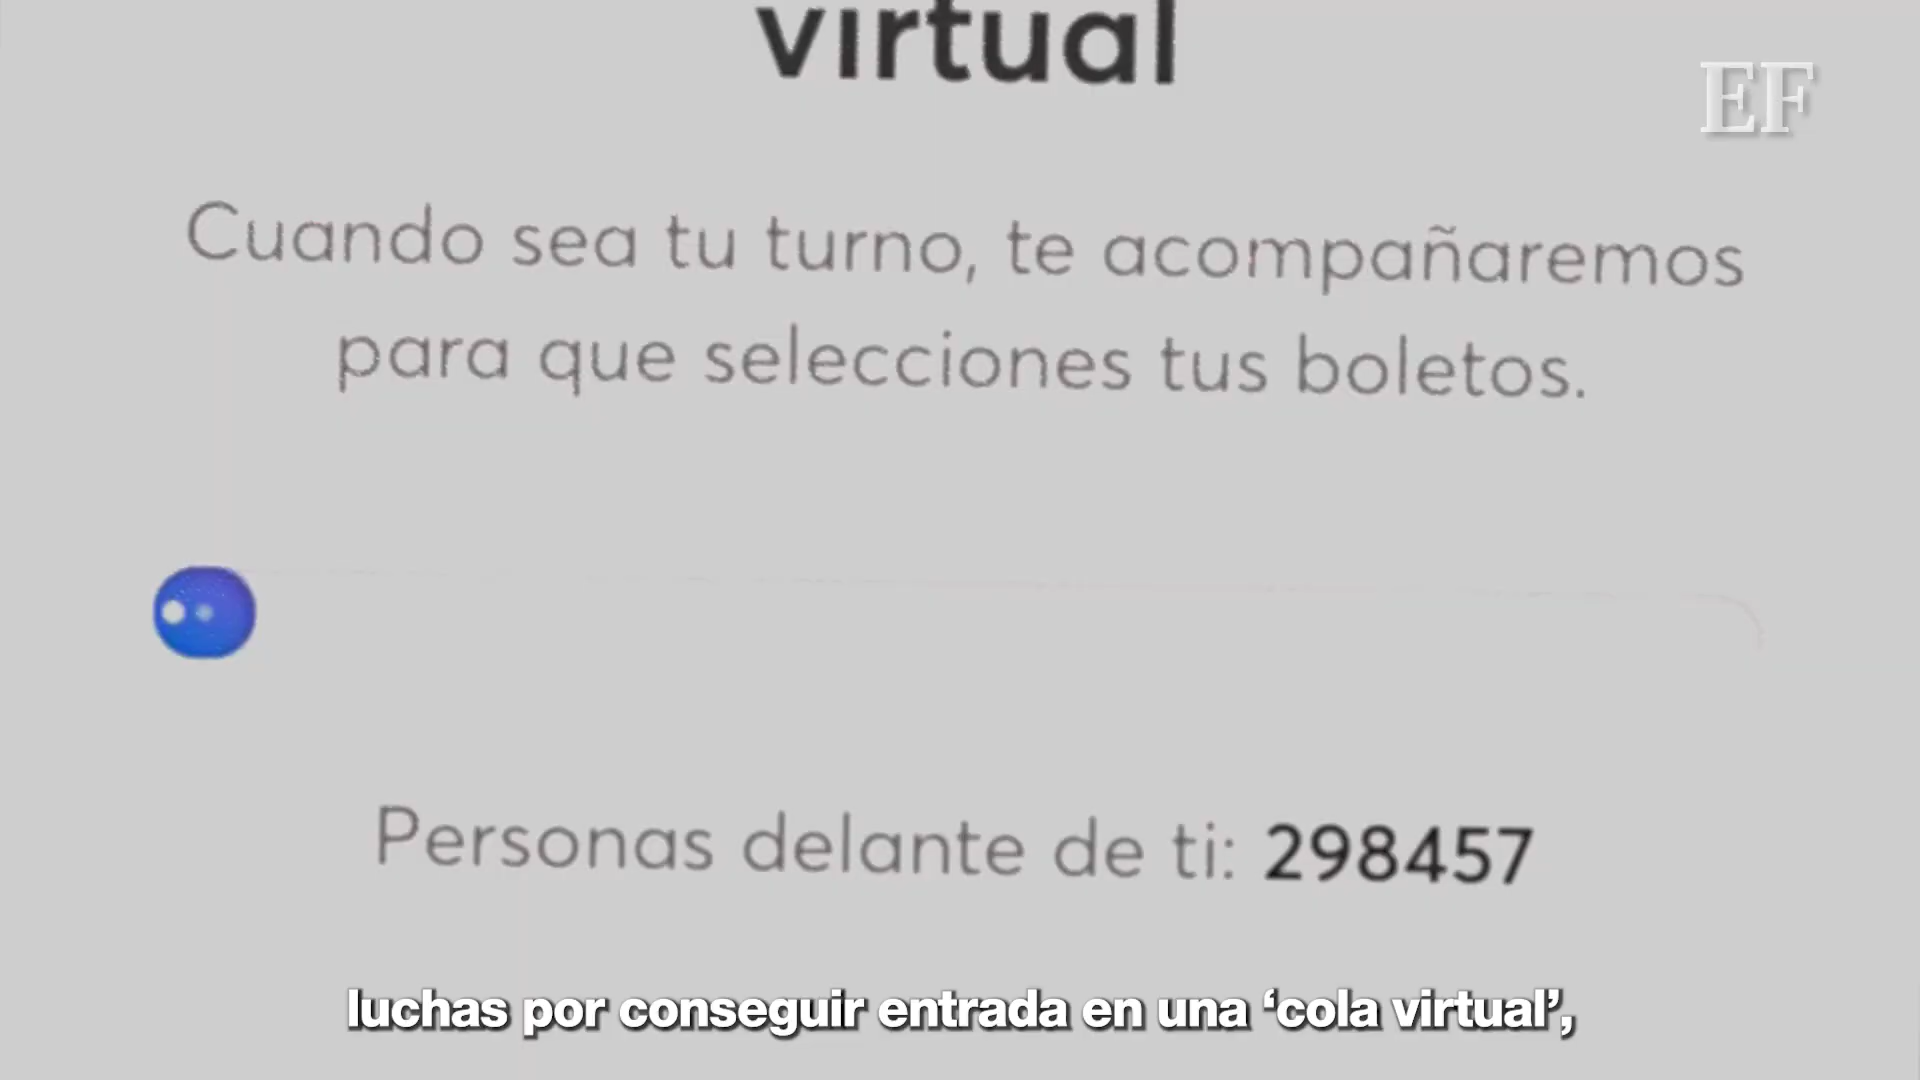 virtual
EF
Cuando sea tu turno, te acompañaremos
para que selecciones tus boletos.
Personas delante de ti: 298457
luchas por conseguir entrada en una ‘cola virtual’,